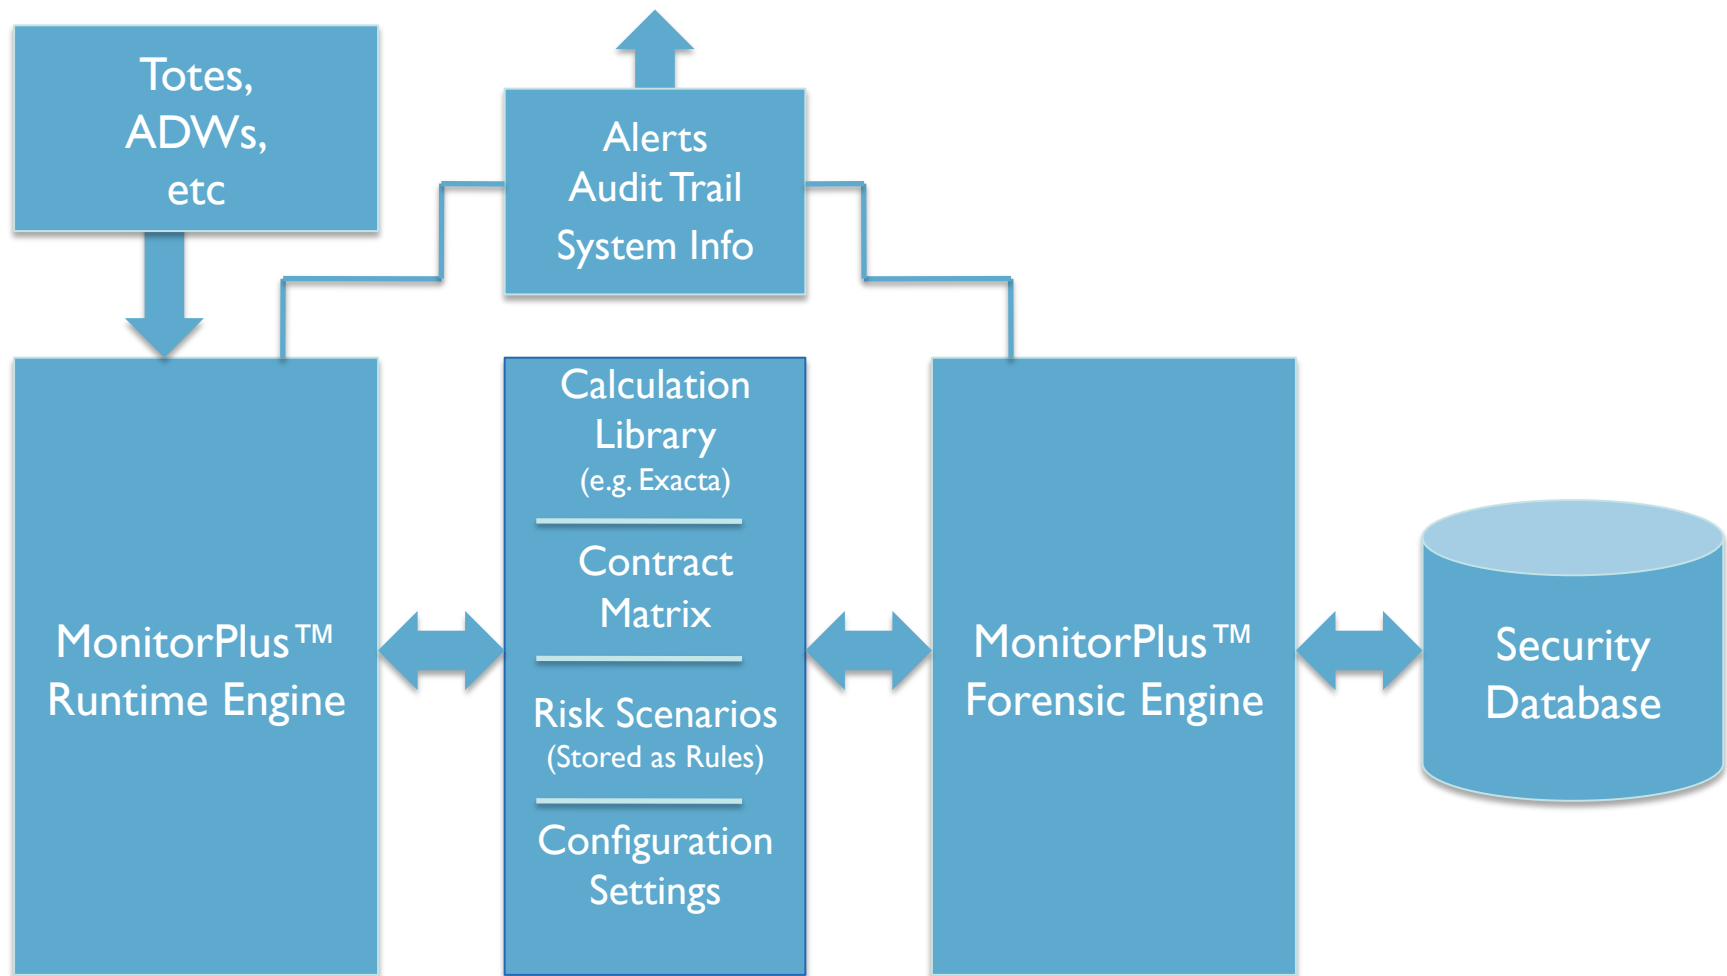 Totes,
ADWs,
etc
Alerts
Audit Trail
System Info
MonitorPlus™
Runtime Engine
Calculation
Library
(e.g. Exacta)
Contract
Matrix
Risk Scenarios
(Stored as Rules)
Configuration
Settings
MonitorPlus™
Forensic Engine
Security
Database